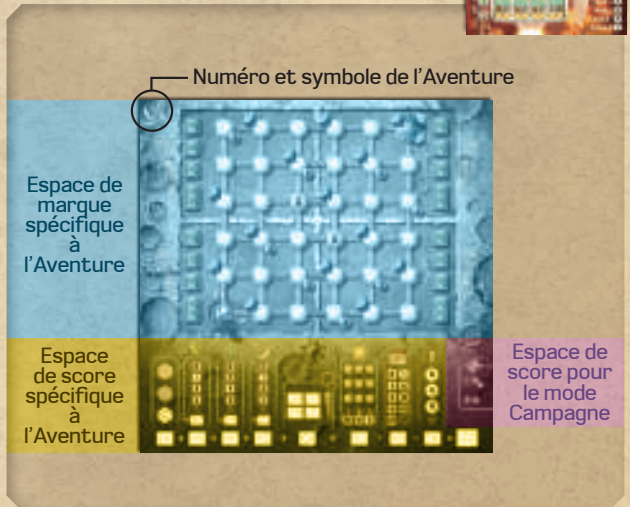 Numéro et symbole de l'Aventure
Espace de
marque
spécifique
à
l'Aventure
Espace
de score
spécifique
à
l'Aventure
Espace de
score pour
le mode
Campagne